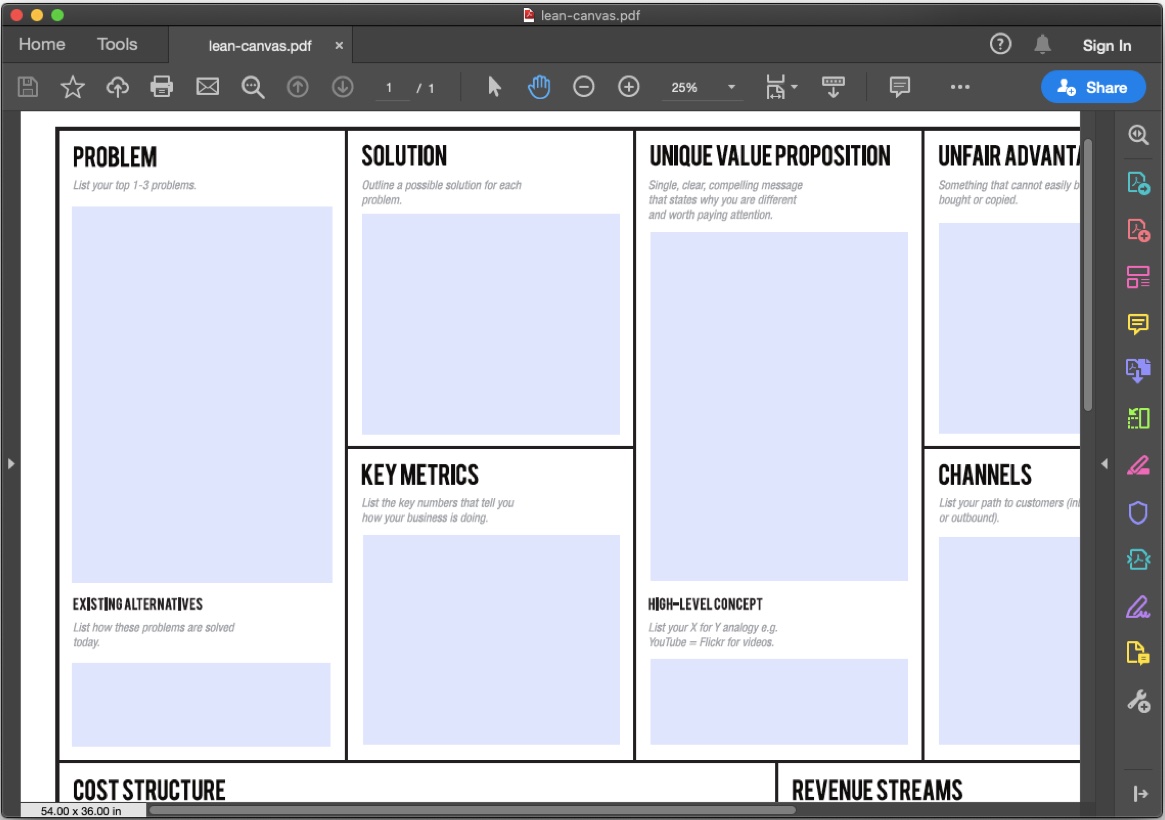 lean-canvas.pdf
Home
Tools
lean-canvas.pdf ×
Sign In
1 / 1
25%
Share
PROBLEM
List your top 1-3 problems.
EXISTING ALTERNATIVES
List how these problems are solved
today.
SOLUTION
Outline a possible solution for each
problem.
KEY METRICS
List the key numbers that tell you
how your business is doing.
UNIQUE VALUE PROPOSITION
Single, clear, compelling message
that states why you are different
and worth paying attention.
HIGH-LEVEL CONCEPT
List your X for Y analogy e.g.
YouTube = Flickr for videos.
UNFAIR ADVANTA
Something that cannot easily b
bought or copied.
CHANNELS
List your path to customers (in
or outbound).
COST STRUCTURE
REVENUE STREAMS
54.00 x 36.00 in